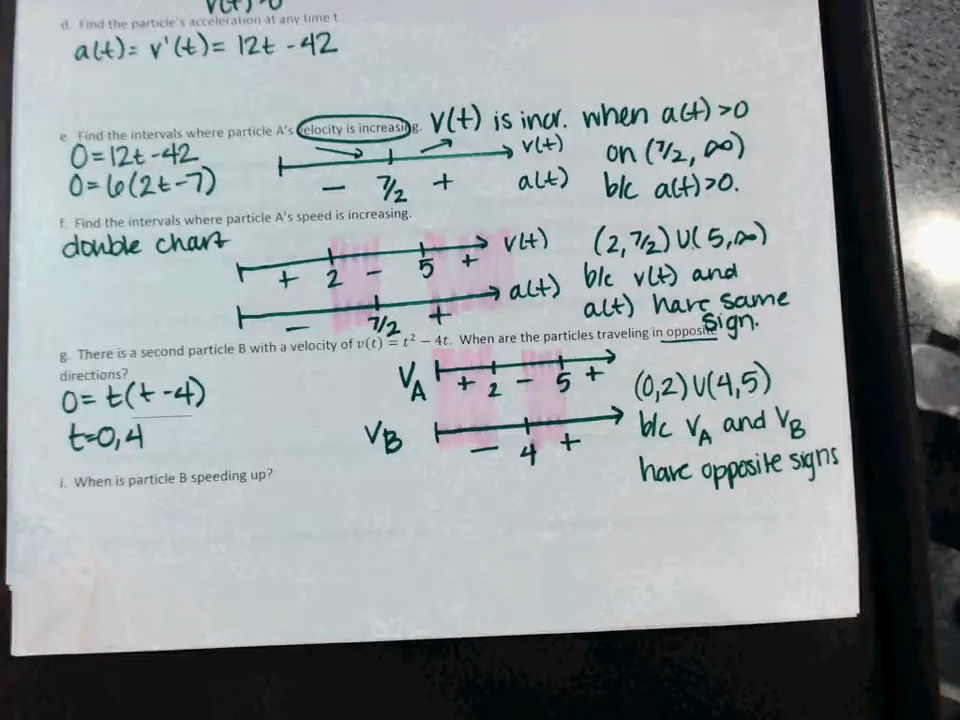 v(t)>0
d. Find the particle's acceleration at any time t
a(t) = v'(t) = 12t - 42
e Find the intervals where particle A's velocity is increasing. v(t) is incr. when a(t) > 0
0 = 12t - 42
v(t)
on (7/2, ∞)
0 = 6(2t - 7)
- 7/2 + a(t)
b/c a(t) > 0.
f. Find the intervals where particle A's speed is increasing.
double chart
+ 2 - 5 + v(t)
(2, 7/2) U (5, ∞)
- 7/2 + a(t)
b/c v(t) and
a(t) have same
sign.
g. There is a second particle B with a velocity of v(t) = t² − 4t. When are the particles traveling in opposite
directions?
0 = t(t - 4)
t = 0, 4
VA + 2 - 5 +
(0,2) U (4,5)
VB - 4 +
b/c VA and VB
have opposite signs
i. When is particle B speeding up?